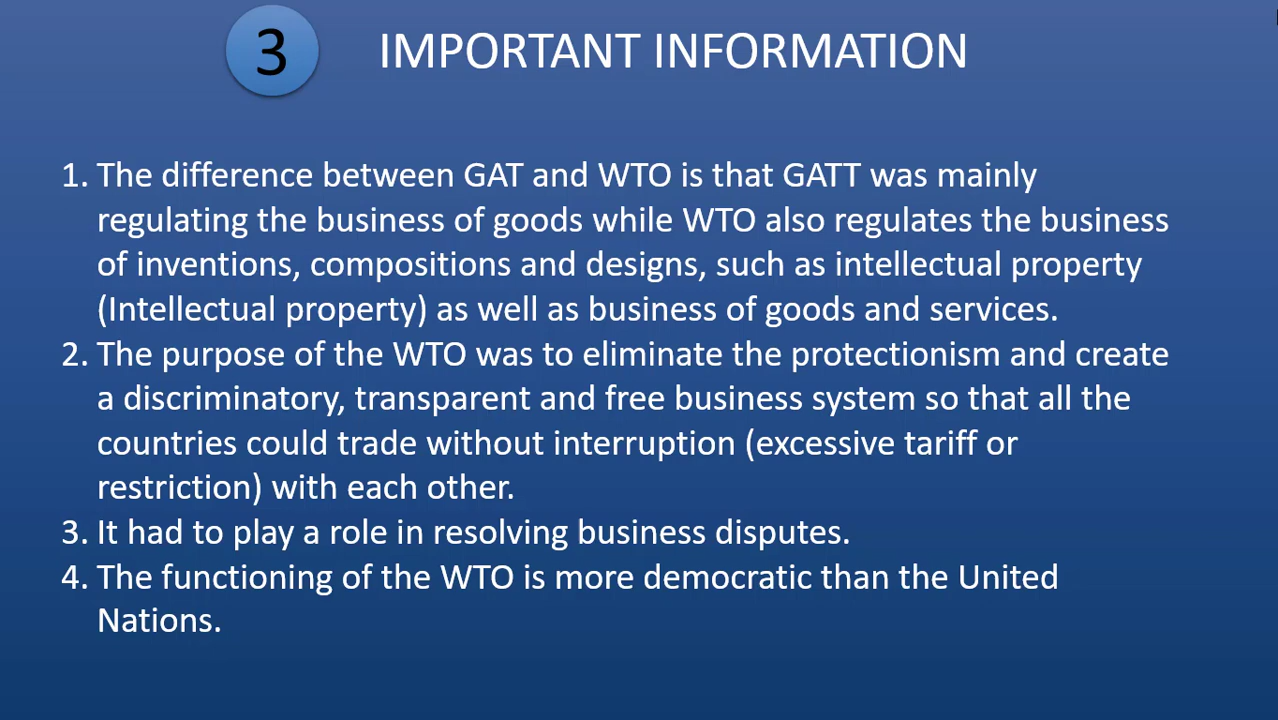 3
IMPORTANT INFORMATION
1. The difference between GAT and WTO is that GATT was mainly
regulating the business of goods while WTO also regulates the business
of inventions, compositions and designs, such as intellectual property
(Intellectual property) as well as business of goods and services.
2. The purpose of the WTO was to eliminate the protectionism and create
a discriminatory, transparent and free business system so that all the
countries could trade without interruption (excessive tariff or
restriction) with each other.
3. It had to play a role in resolving business disputes.
4. The functioning of the WTO is more democratic than the United
Nations.